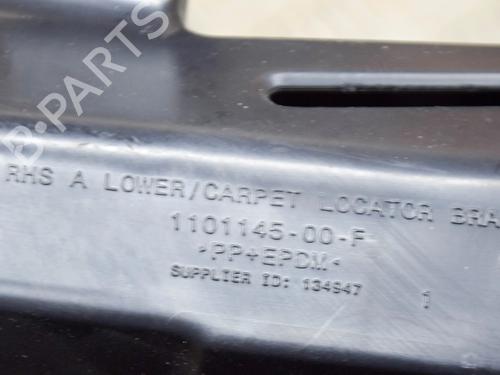 B-PARTS
RHS A LOWER/CARPET LOCATOR BRA
1101145-00-F
>PP+EPDM<
SUPPLIER ID: 134947
1